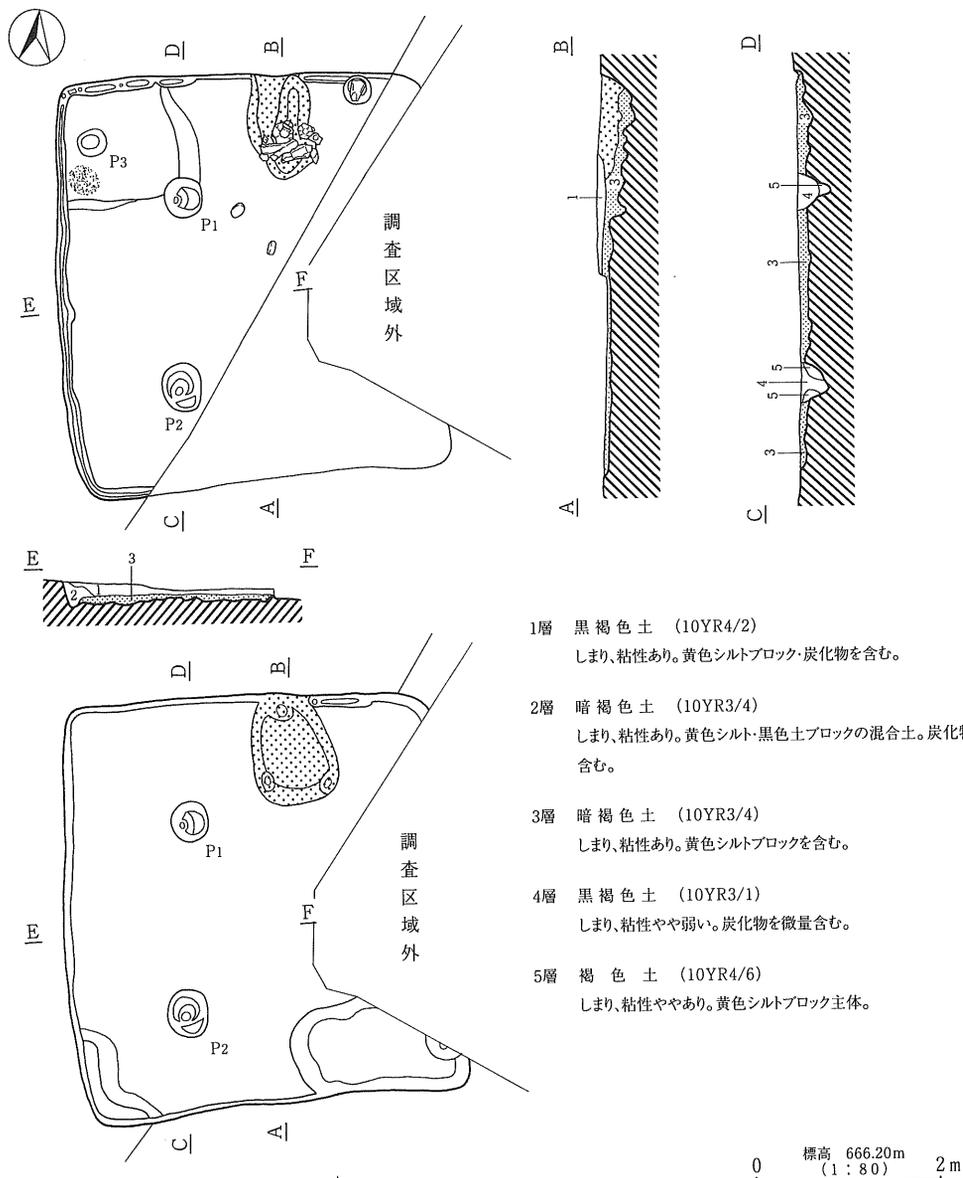 D
B
P3
P1
調査区域外
F
E
P2
C
A
B
1
3
A
D
3
5
4
3
5
4
5
3
C
E
3
F
2
D
B
P1
調査区域外
F
E
P2
C
A
1層 黒褐色土 (10YR4/2)
しまり、粘性あり。黄色シルトブロック・炭化物を含む。
2層 暗褐色土 (10YR3/4)
しまり、粘性あり。黄色シルト・黒色土ブロックの混合土。炭化
含む。
3層 暗褐色土 (10YR3/4)
しまり、粘性あり。黄色シルトブロックを含む。
4層 黒褐色土 (10YR3/1)
しまり、粘性やや弱い。炭化物を微量含む。
5層 褐色土 (10YR4/6)
しまり、粘性ややあり。黄色シルトブロック主体。
標高 666.20m
0 (1:80) 2m